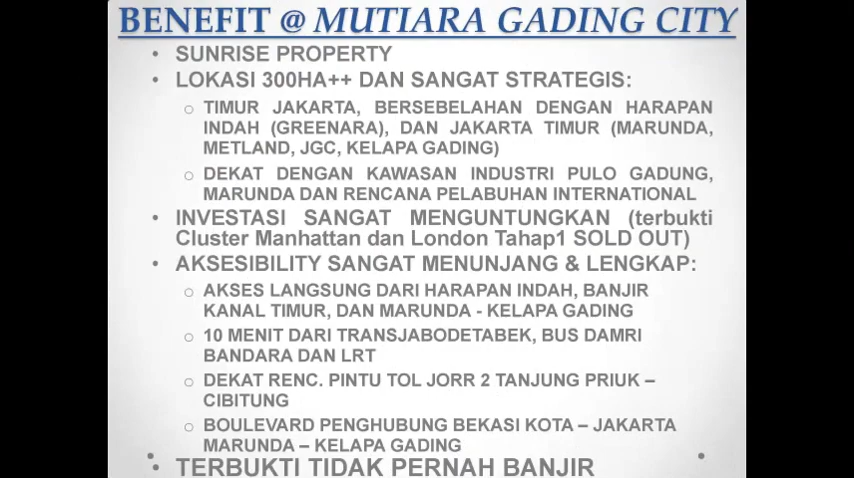 BENEFIT @ MUTIARA GADING CITY
• SUNRISE PROPERTY
• LOKASI 300HA++ DAN SANGAT STRATEGIS:
o TIMUR JAKARTA, BERSEBELAHAN DENGAN HARAPAN
INDAH (GREENARA), DAN JAKARTA TIMUR (MARUNDA,
METLAND, JGC, KELAPA GADING)
o DEKAT DENGAN KAWASAN INDUSTRI PULO GADUNG,
MARUNDA DAN RENCANA PELABUHAN INTERNATIONAL
• INVESTASI SANGAT MENGUNTUNGKAN (terbukti
Cluster Manhattan dan London Tahap1 SOLD OUT)
• AKSESIBILITY SANGAT MENUNJANG & LENGKAP:
o AKSES LANGSUNG DARI HARAPAN INDAH, BANJIR
KANAL TIMUR, DAN MARUNDA - KELAPA GADING
o 10 MENIT DARI TRANSJABODETABEK, BUS DAMRI
BANDARA DAN LRT
o DEKAT RENC. PINTU TOL JORR 2 TANJUNG PRIUK –
CIBITUNG
o BOULEVARD PENGHUBUNG BEKASI KOTA – JAKARTA
MARUNDA – KELAPA GADING
• TERBUKTI TIDAK PERNAH BANJIR